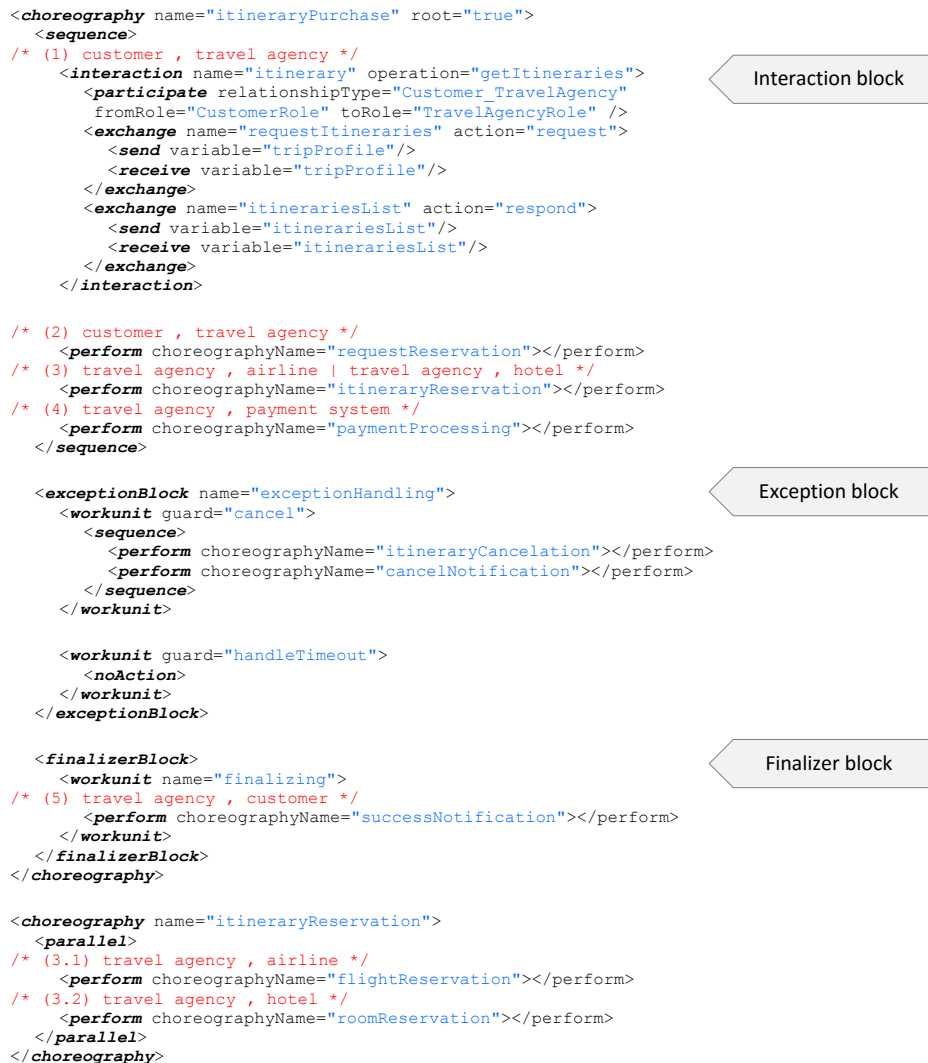 <choreography name="itineraryPurchase" root="true">
<sequence>
/* (1) customer , travel agency */
<interaction name="itinerary" operation="getItineraries">
Interaction block
<participate relationshipType="Customer_TravelAgency"
fromRole="CustomerRole" toRole="TravelAgencyRole" />
<exchange name="requestItineraries" action="request">
<send variable="tripProfile"/>
<receive variable="tripProfile"/>
</exchange>
<exchange name="itinerariesList" action="respond">
<send variable="itinerariesList"/>
<receive variable="itinerariesList"/>
</exchange>
</interaction>
/* (2) customer , travel agency */
<perform choreographyName="requestReservation"></perform>
/* (3) travel agency , airline | travel agency , hotel */
<perform choreographyName="itineraryReservation"></perform>
/* (4) travel agency , payment system */
<perform choreographyName="paymentProcessing"></perform>
</sequence>
<exceptionBlock name="exceptionHandling">
Exception block
<workunit guard="cancel">
<sequence>
<perform choreographyName="itineraryCancelation"></perform>
<perform choreographyName="cancelNotification"></perform>
</sequence>
</workunit>
<workunit guard="handleTimeout">
<noAction>
</workunit>
</exceptionBlock>
<finalizerBlock>
Finalizer block
<workunit name="finalizing">
/* (5) travel agency , customer */
<perform choreographyName="successNotification"></perform>
</workunit>
</finalizerBlock>
</choreography>
<choreography name="itineraryReservation">
<parallel>
/* (3.1) travel agency , airline */
<perform choreographyName="flightReservation"></perform>
/* (3.2) travel agency , hotel */
<perform choreographyName="roomReservation"></perform>
</parallel>
</choreography>